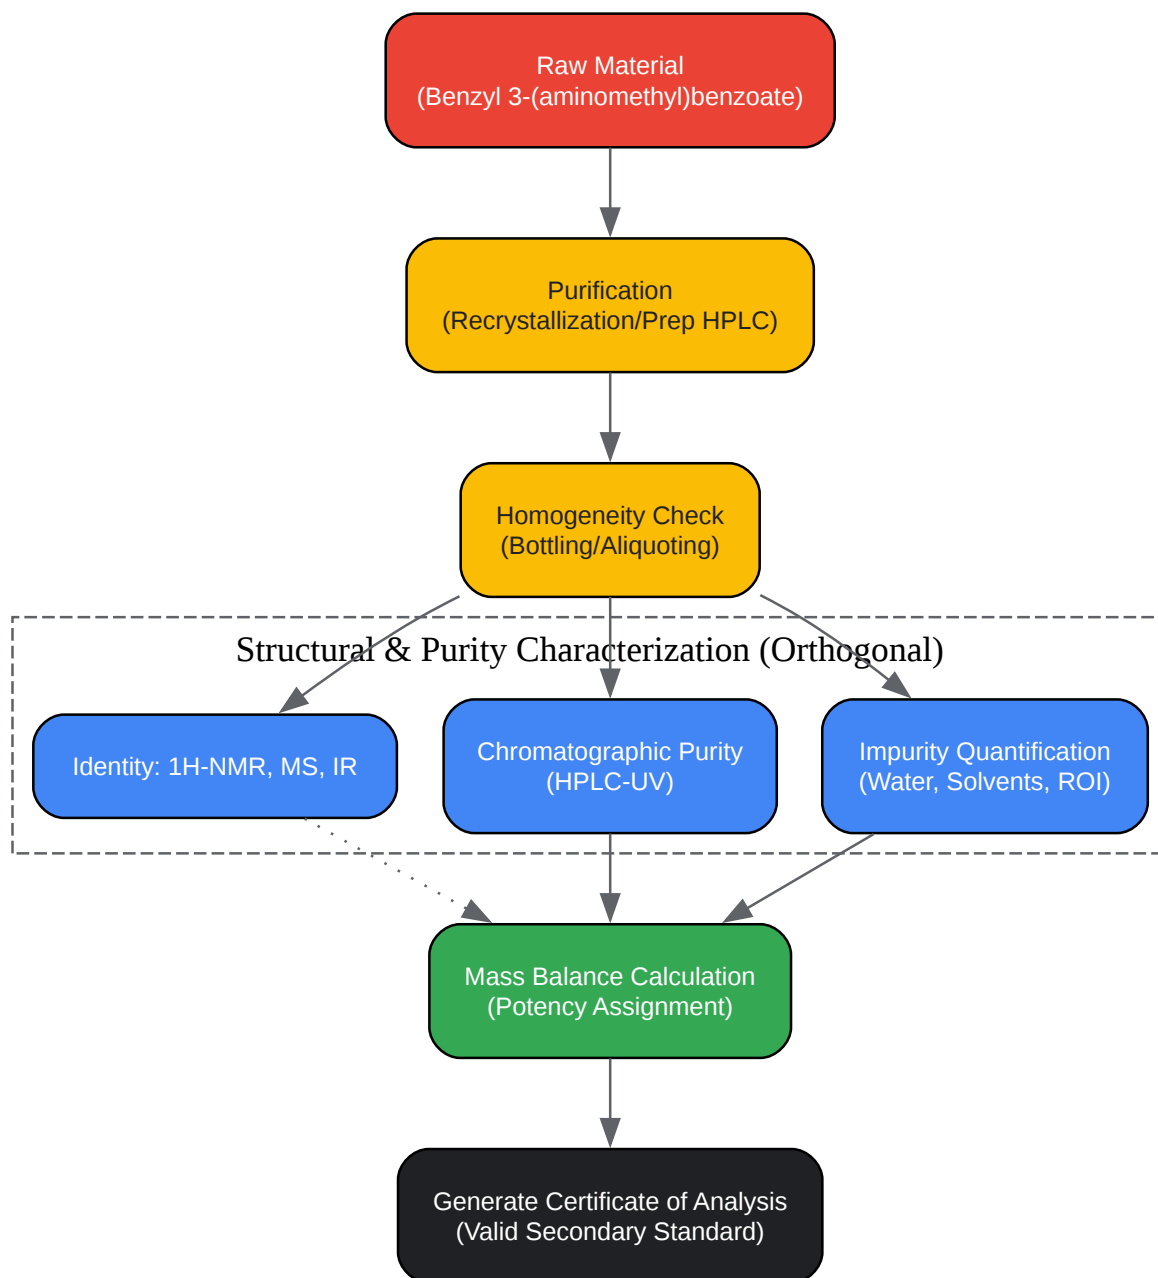 Raw Material
(Benzyl 3-(aminomethyl)benzoate)
Purification
(Recrystallization/Prep HPLC)
Homogeneity Check
(Bottling/Aliquoting)
Structural & Purity Characterization (Orthogonal)
Identity: 1H-NMR, MS, IR
Chromatographic Purity
(HPLC-UV)
Impurity Quantification
(Water, Solvents, ROI)
Mass Balance Calculation
(Potency Assignment)
Generate Certificate of Analysis
(Valid Secondary Standard)